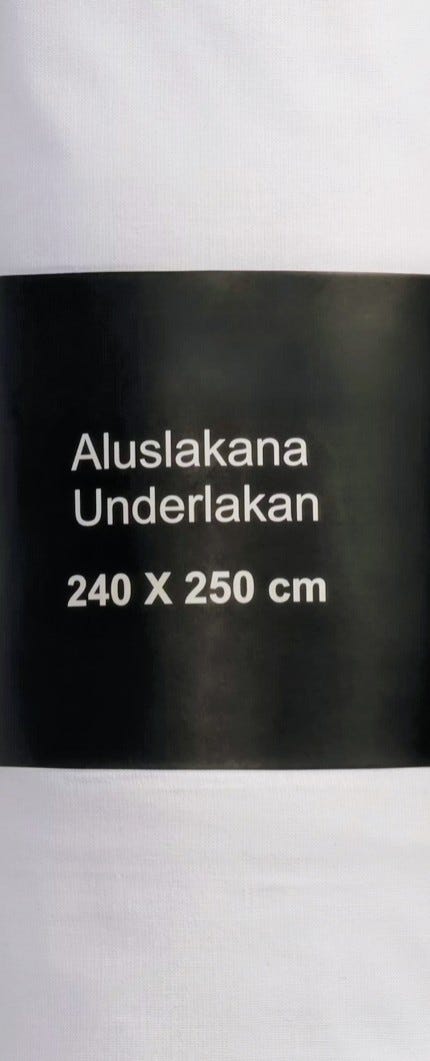 Aluslakana
Underlakan
240 X 250 cm